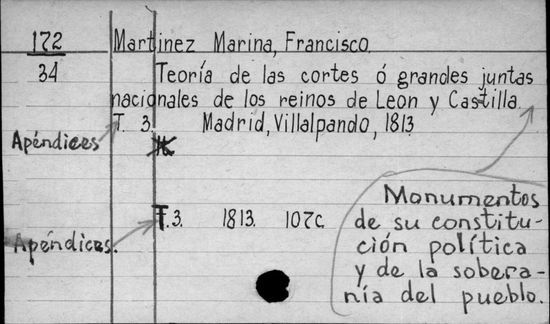 172 Martinez Marina, Francisco.
34 Teoría de las cortes ó grandes juntas
nacionales de los reinos de Leon y Castilla.
T. 3. Madrid, Villalpando, 1813
Apéndices
T.3. 1813. 107c.
Apéndices.
Monumentos
de su constitu-
ción política
y de la sobera-
nía del pueblo.